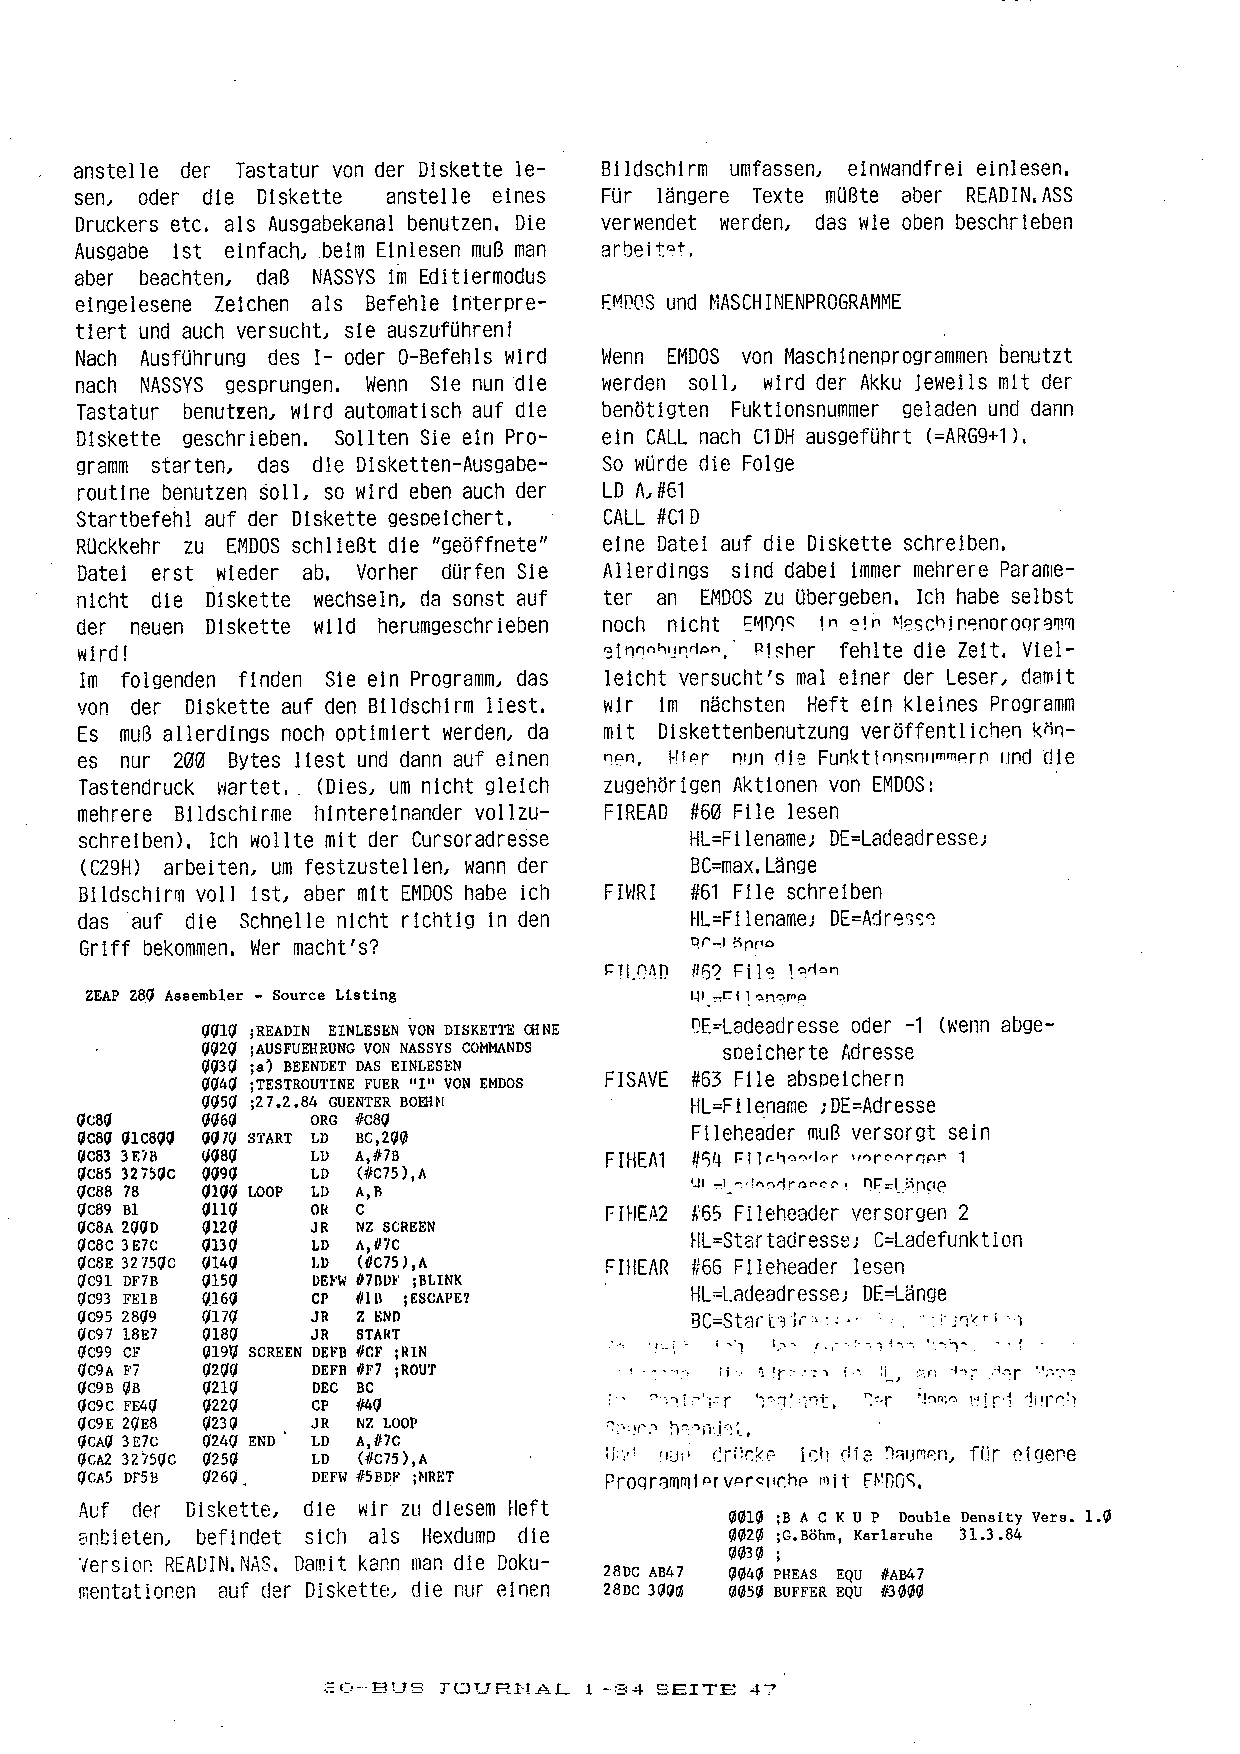 anstelle der Tastatur von der Diskette le-
sen, oder die Diskette anstelle eines
Druckers etc. als Ausgabekanal benutzen. Die
Ausgabe ist einfach, beim Einlesen muß man
aber beachten, daß NASSYS im Editiermodus
eingelesene Zeichen als Befehle interpre-
tiert und auch versucht, sie auszuführen!
Nach Ausführung des I- oder O-Befehls wird
nach NASSYS gesprungen. Wenn Sie nun die
Tastatur benutzen, wird automatisch auf die
Diskette geschrieben. Sollten Sie ein Pro-
gramm starten, das die Disketten-Ausgabe-
routine benutzen soll, so wird eben auch der
Startbefehl auf der Diskette gespeichert.
Rückkehr zu EMDOS schließt die "geöffnete"
Datei erst wieder ab. Vorher dürfen Sie
nicht die Diskette wechseln, da sonst auf
der neuen Diskette wild herumgeschrieben
wird!
Im folgenden finden Sie ein Programm, das
von der Diskette auf den Bildschirm liest.
Es muß allerdings noch optimiert werden, da
es nur 200 Bytes liest und dann auf einen
Tastendruck wartet. (Dies, um nicht gleich
mehrere Bildschirme hintereinander vollzu-
schreiben). Ich wollte mit der Cursoradresse
(C29H) arbeiten, um festzustellen, wann der
Bildschirm voll ist, aber mit EMDOS habe ich
das auf die Schnelle nicht richtig in den
Griff bekommen. Wer macht's?
ZEAP Z80 Assembler - Source Listing
0010 ;READIN EINLESEN VON DISKETTE OHNE
0020 ;AUSFUEHRUNG VON NASSYS COMMANDS
0030 ;a) BEENDET DAS EINLESEN
0040 ;TESTROUTINE FUER "I" VON EMDOS
0050 ;27.2.84 GUENTER BOEHM
0C80 0060 ORG #C80
0C80 01C800 0070 START LD BC,200
0C83 3E7B 0080 LD A,#7B
0C85 32750C 0090 LD (#C75),A
0C88 78 0100 LOOP LD A,B
0C89 B1 0110 OR C
0C8A 200D 0120 JR NZ SCREEN
0C8C 3E7C 0130 LD A,#7C
0C8E 32750C 0140 LD (#C75),A
0C91 DF7B 0150 DEFW #7BDF ;BLINK
0C93 FE1B 0160 CP #1B ;ESCAPE?
0C95 2809 0170 JR Z END
0C97 18E7 0180 JR START
0C99 CF 0190 SCREEN DEFB #CF ;RIN
0C9A F7 0200 DEFB #F7 ;ROUT
0C9B 0B 0210 DEC BC
0C9C FE40 0220 CP #40
0C9E 20E8 0230 JR NZ LOOP
0CA0 3E7C 0240 END LD A,#7C
0CA2 32750C 0250 LD (#C75),A
0CA5 DF5B 0260 DEFW #5BDF ;MRET
Auf der Diskette, die wir zu diesem Heft
anbieten, befindet sich als Hexdump die
Version READIN.NAS. Damit kann man die Doku-
mentationen auf der Diskette, die nur einen
Bildschirm umfassen, einwandfrei einlesen.
Für längere Texte müßte aber READIN.ASS
verwendet werden, das wie oben beschrieben
arbeitet.
EMDOS und MASCHINENPROGRAMME
Wenn EMDOS von Maschinenprogrammen benutzt
werden soll, wird der Akku jeweils mit der
benötigten Fuktionsnummer geladen und dann
ein CALL nach C1DH ausgeführt (=ARG9+1).
So würde die Folge
LD A,#61
CALL #C1D
eine Datei auf die Diskette schreiben.
Allerdings sind dabei immer mehrere Parame-
ter an EMDOS zu übergeben. Ich habe selbst
noch nicht EMDOS in ein Maschinenprogramm
eingebunden. Bisher fehlte die Zeit. Viel-
leicht versucht's mal einer der Leser, damit
wir im nächsten Heft ein kleines Programm
mit Diskettenbenutzung veröffentlichen kön-
nen. Hier nun die Funktionsnummern und die
zugehörigen Aktionen von EMDOS:
FIREAD #60 File lesen
HL=Filename; DE=Ladeadresse;
BC=max.Länge
FIWRI #61 File schreiben
HL=Filename; DE=Adresse
BC=Länge
FILOAD #62 File laden
HL=Filename
DE=Ladeadresse oder -1 (wenn abge-
speicherte Adresse
FISAVE #63 File abspeichern
HL=Filename ;DE=Adresse
Fileheader muß versorgt sein
FIHEA1 #64 Fileheader versorgen 1
HL=Ladeadresse; DE=Länge
FIHEA2 #65 Fileheader versorgen 2
HL=Startadresse; C=Ladefunktion
FIHEAR #66 Fileheader lesen
HL=Ladeadresse; DE=Länge
an der der Name
beginnt. Der Name wird durch
Und nun drücke ich die Daumen, für eigene
Programmierversuche mit EMDOS.
0010 ;B A C K U P Double Density Vers. 1.0
0020 ;G.Böhm, Karlsruhe 31.3.84
0030 ;
28DC AB47 0040 PHEAS EQU #AB47
28DC 3000 0050 BUFFER EQU #3000
80-BUS JOURNAL 1-84 SEITE 47